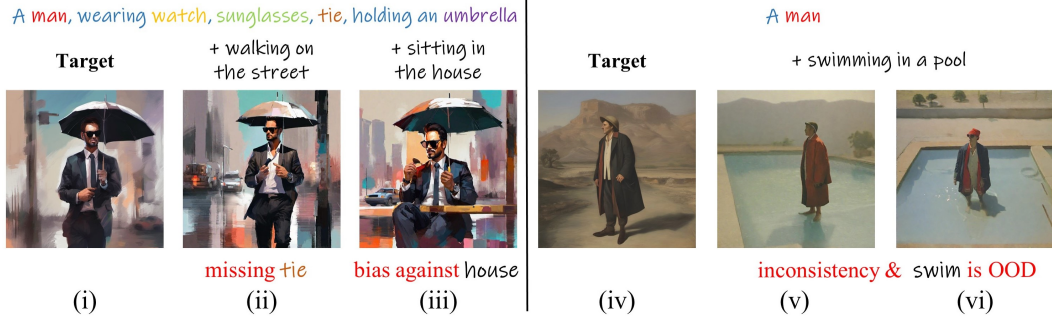 A man, wearing watch, sunglasses, tie, holding an umbrella
Target
+ walking on
the street
+ sitting in
the house
missing tie
bias against house
(i)
(ii)
(iii)
A man
Target
+ swimming in a pool
inconsistency & swim is OOD
(iv)
(v)
(vi)